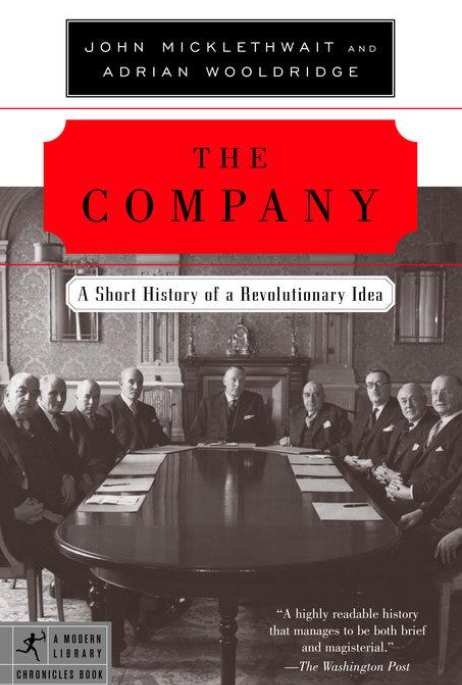 JOHN MICKLETHWAIT AND
ADRIAN WOOLDRIDGE
THE
COMPANY
A Short History of a Revolutionary Idea
“A highly readable history
that manages to be both brief
and magisterial.”
—The Washington Post
A MODERN
LIBRARY
CHRONICLES BOOK